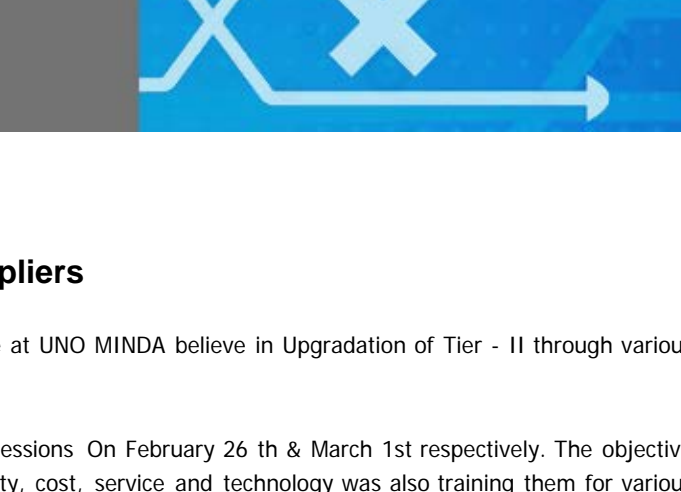 pliers
at UNO MINDA believe in Upgradation of Tier - II through variou
essions On February 26 th & March 1st respectively. The objectiv
ty, cost, service and technology was also training them for variou